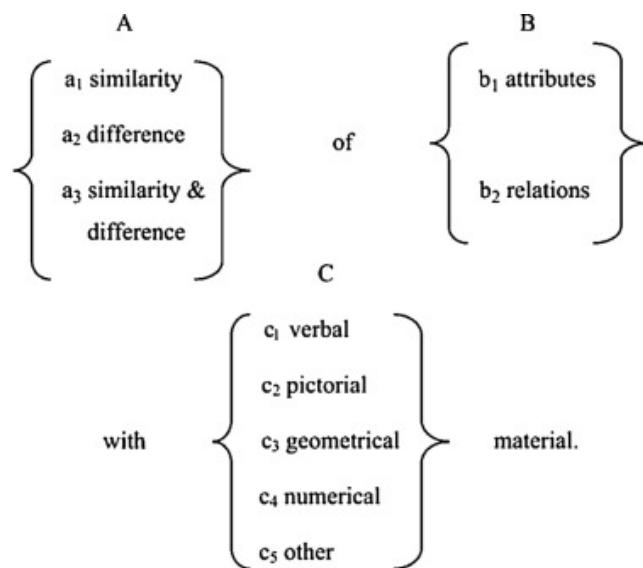 A
B
a₁ similarity
a₂ difference
a₃ similarity &
difference
of
b₁ attributes
b₂ relations
C
with
c₁ verbal
c₂ pictorial
c₃ geometrical
c₄ numerical
c₅ other
material.